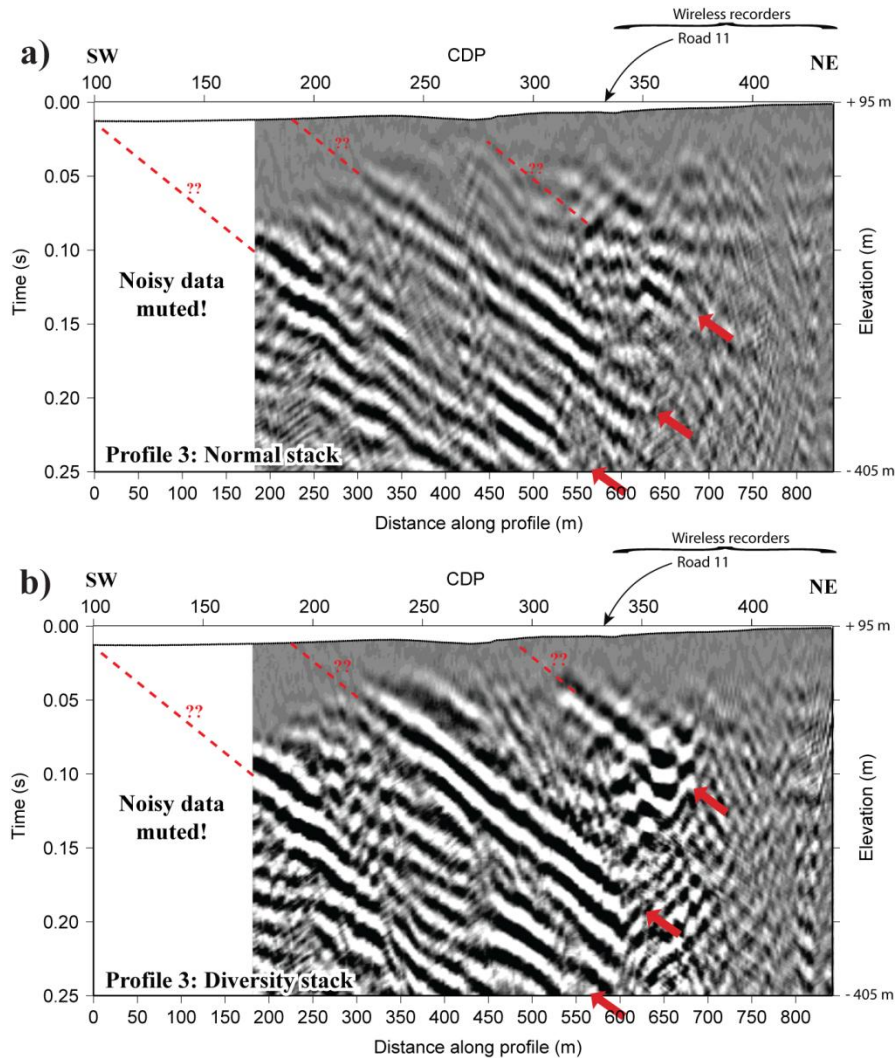 Wireless recorders
Road 11
a)
SW
CDP
NE
100 150 200 250 300 350 400
0.00
0.05
0.10
0.15
0.20
0.25
Time (s)
+ 95 m
Elevation (m)
- 405 m
??
??
??
Noisy data
muted!
Profile 3: Normal stack
0 50 100 150 200 250 300 350 400 450 500 550 600 650 700 750 800
Distance along profile (m)
Wireless recorders
Road 11
b)
SW
CDP
NE
100 150 200 250 300 350 400
0.00
0.05
0.10
0.15
0.20
0.25
Time (s)
+ 95 m
Elevation (m)
- 405 m
??
??
??
Noisy data
muted!
Profile 3: Diversity stack
0 50 100 150 200 250 300 350 400 450 500 550 600 650 700 750 800
Distance along profile (m)